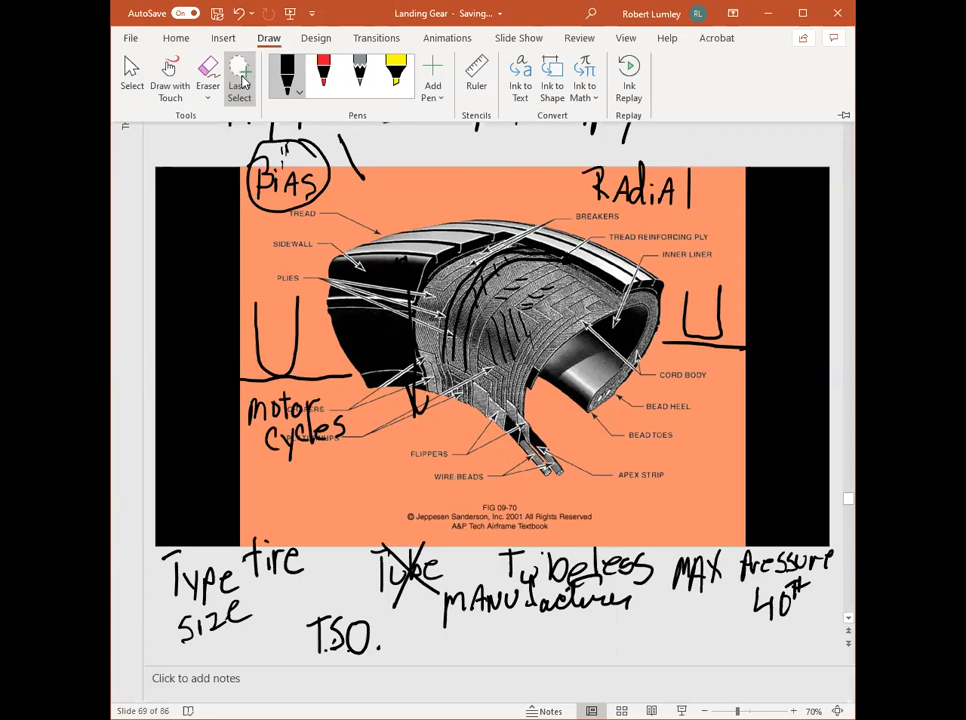 AutoSave On Landing Gear - Saving... Robert Lumley RL
File Home Insert Draw Design Transitions Animations Slide Show Review View Help Acrobat
Select Draw with Touch Eraser Lasso Select Add Pen Ruler Ink to Text Ink to Shape Ink to Math Ink Replay
Tools Pens Stencils Convert Replay
BiAS
RAdiAl
TREAD
BREAKERS
SIDEWALL
TREAD REINFORCING PLY
INNER LINER
PLIES
U
U
CORD BODY
motor
cycles
BEAD HEEL
BEAD TOES
FLIPPERS
WIRE BEADS
APEX STRIP
FIG 09-70
© Jeppesen Sanderson, Inc. 2001 All Rights Reserved
A&P Tech Airframe Textbook
Type tire Tube Tubeless MAX Pressure
size MANufacturer 40#
T.S.O.
Click to add notes
Slide 69 of 86 Notes 70%